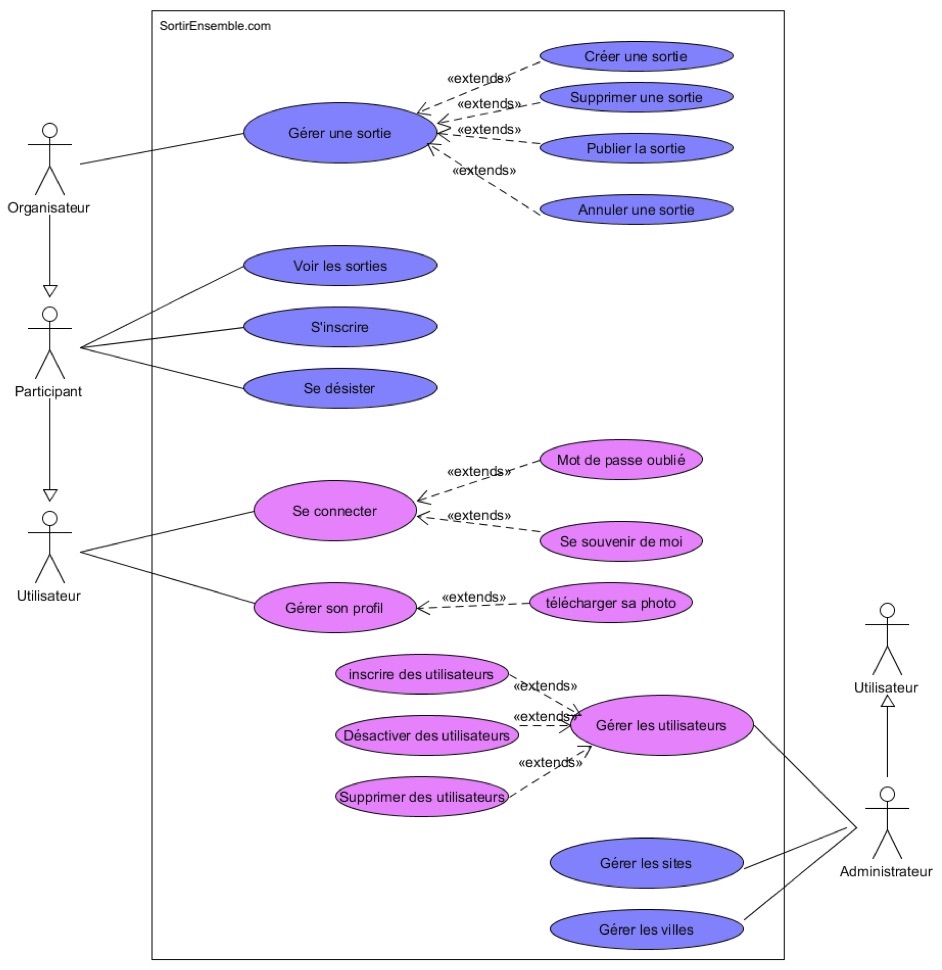 SortirEnsemble.com
Créer une sortie
«extends»
Supprimer une sortie
«extends»
Gérer une sortie
«extends»
Publier la sortie
«extends»
Organisateur
Annuler une sortie
Voir les sorties
S'inscrire
Participant
Se désister
Mot de passe oublié
«extends»
Se connecter
«extends»
Se souvenir de moi
Utilisateur
Gérer son profil
«extends»
télécharger sa photo
inscrire des utilisateurs
«extends»
Utilisateur
«extends»
Gérer les utilisateurs
Désactiver des utilisateurs
«extends»
Supprimer des utilisateurs
Gérer les sites
Administrateur
Gérer les villes